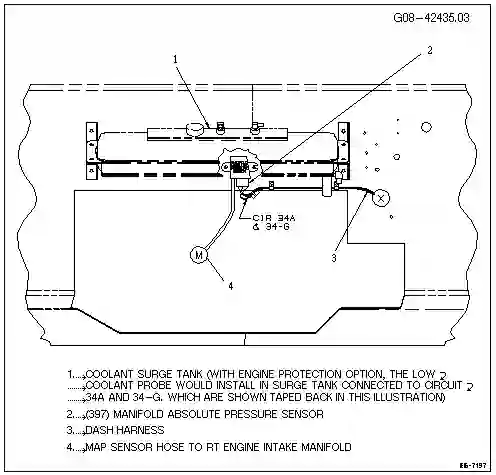 G08-42435.03
1
2
CIR 34A
& 34-G
M
X
3
4
1....COOLANT SURGE TANK (WITH ENGINE PROTECTION OPTION, THE LOW
......COOLANT PROBE WOULD INSTALL IN SURGE TANK CONNECTED TO CIRCUIT
......34A AND 34-G. WHICH ARE SHOWN TAPED BACK IN THIS ILLUSTRATION)
2....(397) MANIFOLD ABSOLUTE PRESSURE SENSOR
3....DASH HARNESS
4....MAP SENSOR HOSE TO RT ENGINE INTAKE MANIFOLD
EG-7197